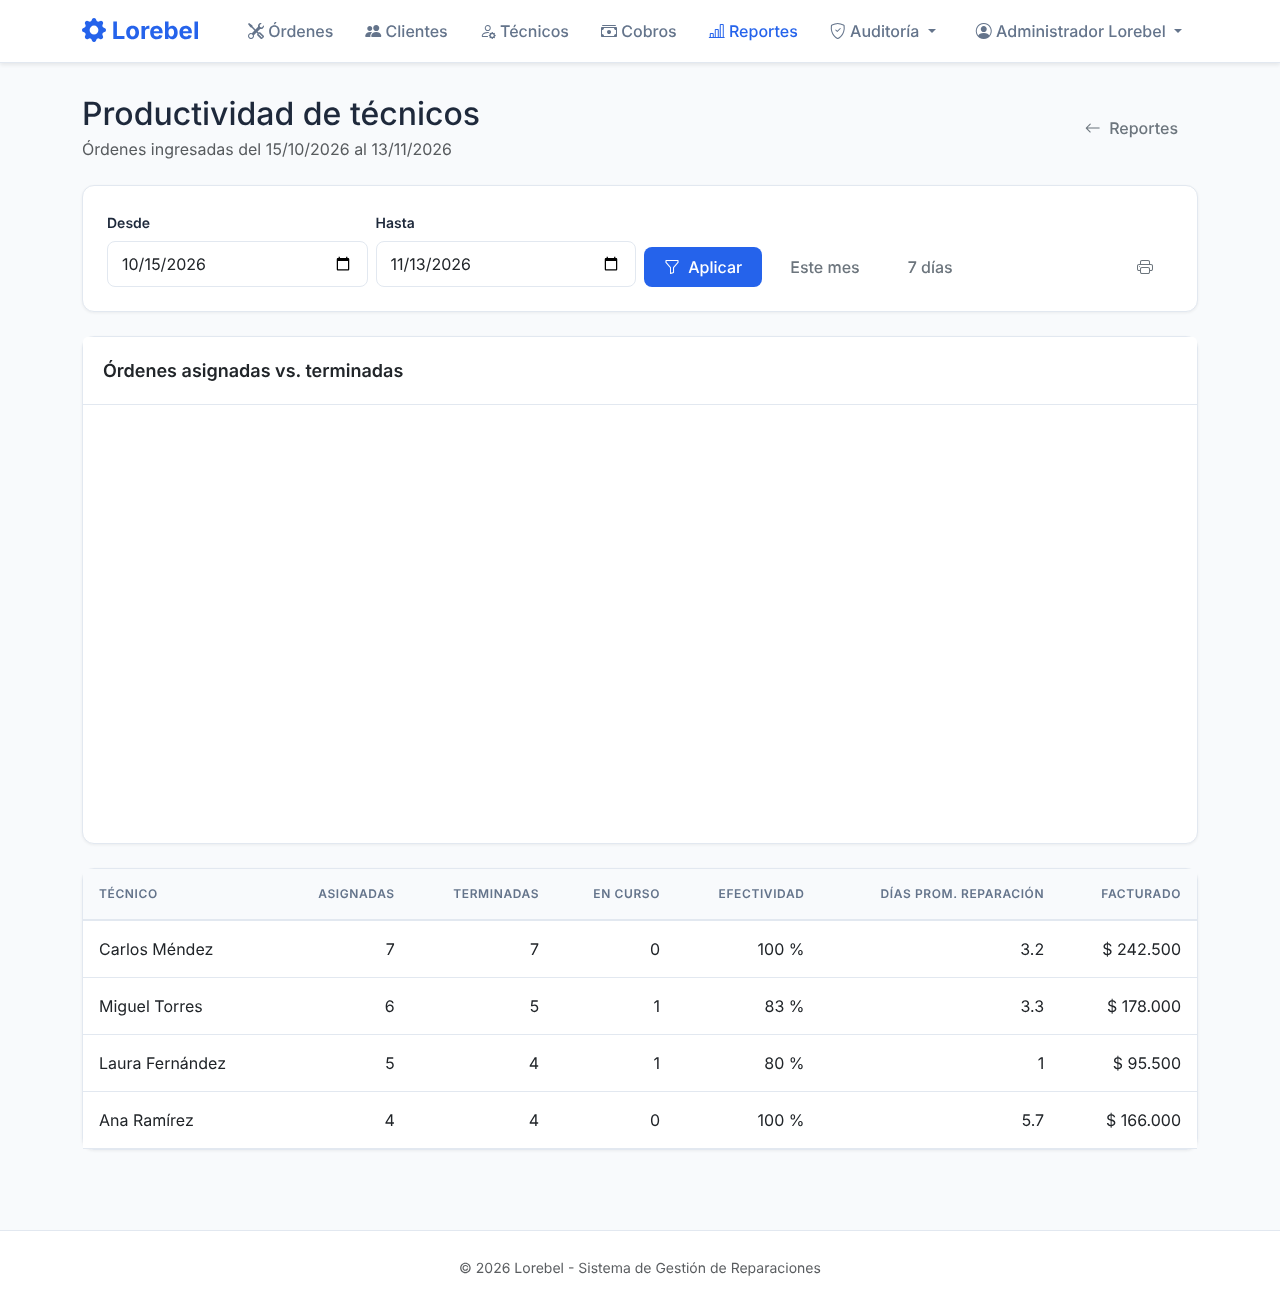 Lorebel Órdenes Clientes Técnicos Cobros Reportes Auditoría Administrador Lorebel
Productividad de técnicos
Órdenes ingresadas del 15/10/2026 al 13/11/2026
Reportes
Desde Hasta
10/15/2026 11/13/2026 Aplicar Este mes 7 días
Órdenes asignadas vs. terminadas
TÉCNICO ASIGNADAS TERMINADAS EN CURSO EFECTIVIDAD DÍAS PROM. REPARACIÓN FACTURADO
Carlos Méndez 7 7 0 100 % 3.2 $ 242.500
Miguel Torres 6 5 1 83 % 3.3 $ 178.000
Laura Fernández 5 4 1 80 % 1 $ 95.500
Ana Ramírez 4 4 0 100 % 5.7 $ 166.000
© 2026 Lorebel - Sistema de Gestión de Reparaciones